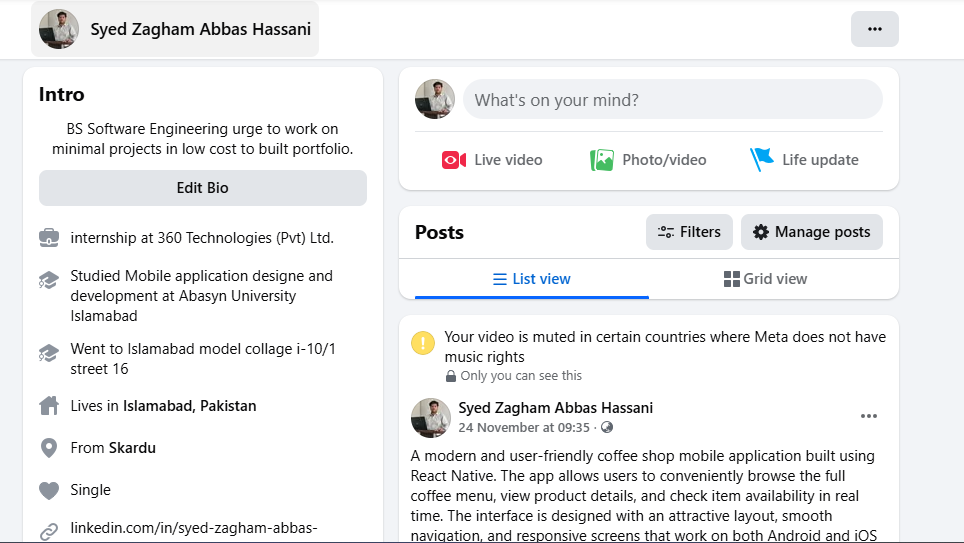 Syed Zagham Abbas Hassani
Intro
BS Software Engineering urge to work on
minimal projects in low cost to built portfolio.
Edit Bio
internship at 360 Technologies (Pvt) Ltd.
Studied Mobile application designe and
development at Abasyn University
Islamabad
Went to Islamabad model collage i-10/1
street 16
Lives in Islamabad, Pakistan
From Skardu
Single
linkedin.com/in/syed-zagham-abbas-
What's on your mind?
Live video
Photo/video
Life update
Posts
Filters
Manage posts
List view
Grid view
Your video is muted in certain countries where Meta does not have
music rights
Only you can see this
Syed Zagham Abbas Hassani
24 November at 09:35 ·
A modern and user-friendly coffee shop mobile application built using
React Native. The app allows users to conveniently browse the full
coffee menu, view product details, and check item availability in real
time. The interface is designed with an attractive layout, smooth
navigation, and responsive screens that work on both Android and iOS